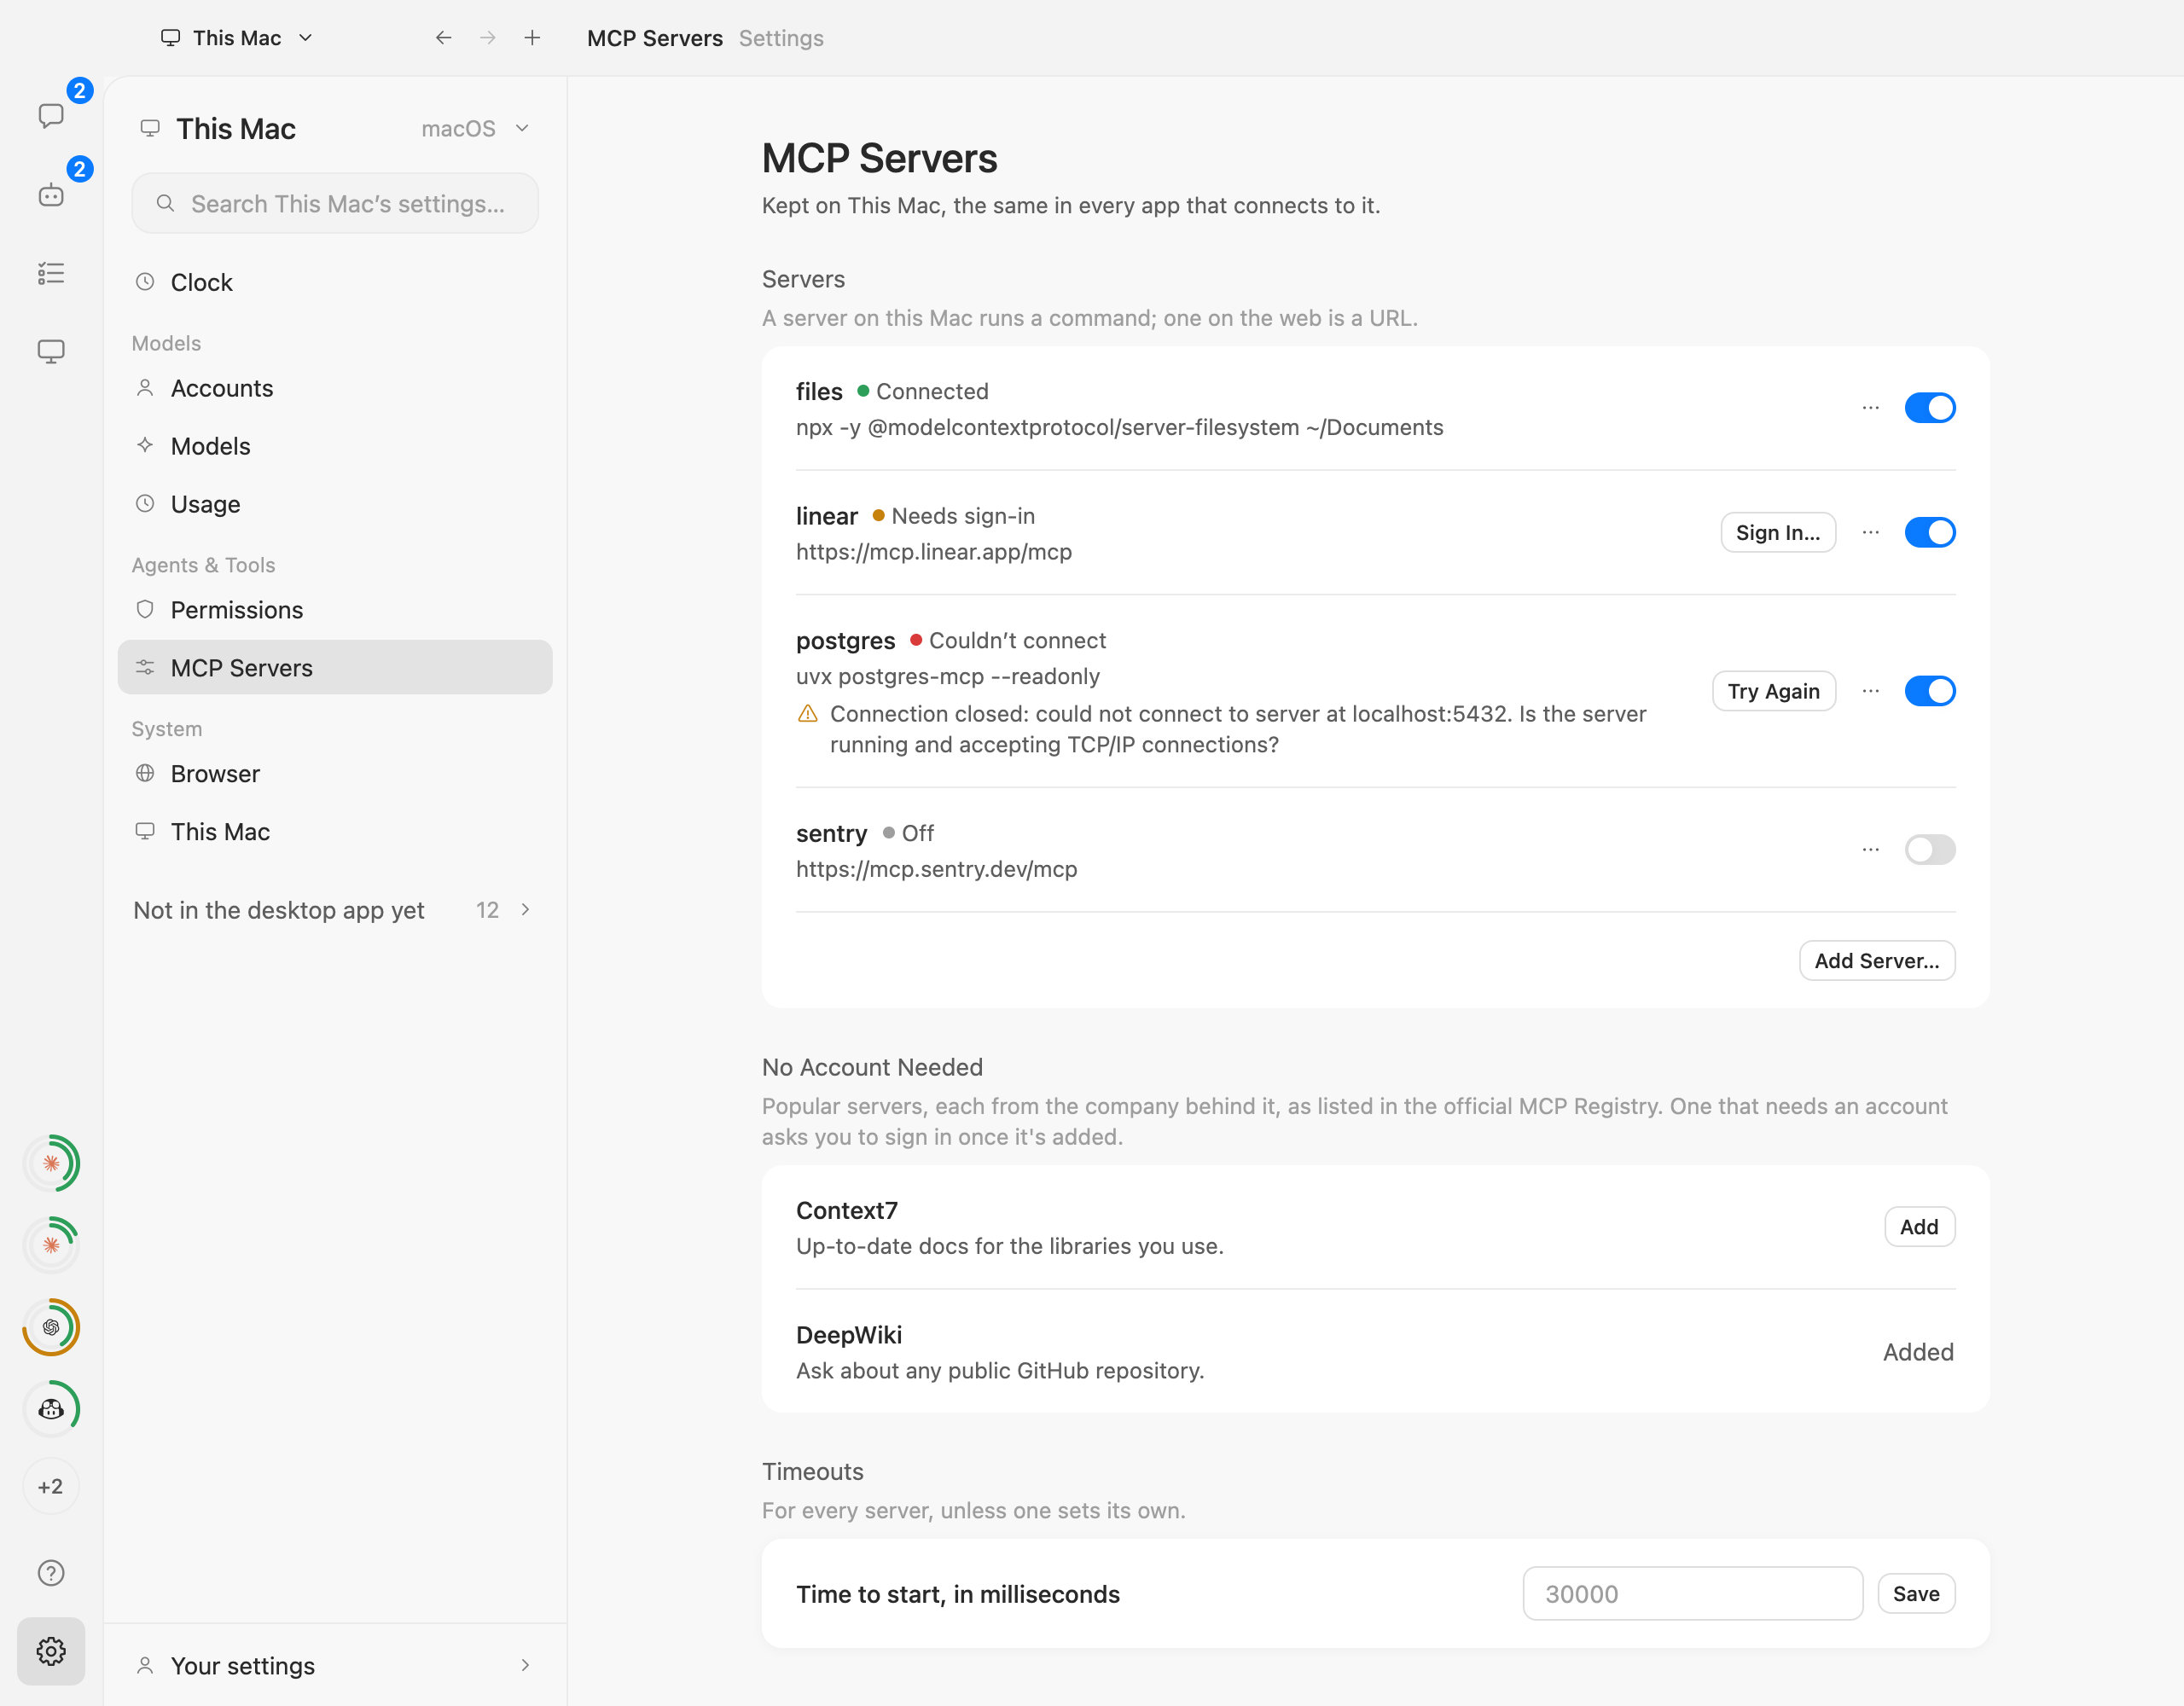 This Mac
MCP Servers Settings
2
2
This Mac macOS
Search This Mac’s settings...
Clock
Models
Accounts
Models
Usage
Agents & Tools
Permissions
MCP Servers
System
Browser
This Mac
Not in the desktop app yet 12
+2
Your settings
MCP Servers
Kept on This Mac, the same in every app that connects to it.
Servers
A server on this Mac runs a command; one on the web is a URL.
files Connected
npx -y @modelcontextprotocol/server-filesystem ~/Documents
linear Needs sign-in
https://mcp.linear.app/mcp
Sign In...
postgres Couldn’t connect
uvx postgres-mcp --readonly
Connection closed: could not connect to server at localhost:5432. Is the server
running and accepting TCP/IP connections?
Try Again
sentry Off
https://mcp.sentry.dev/mcp
Add Server...
No Account Needed
Popular servers, each from the company behind it, as listed in the official MCP Registry. One that needs an account
asks you to sign in once it's added.
Context7
Up-to-date docs for the libraries you use.
Add
DeepWiki
Ask about any public GitHub repository.
Added
Timeouts
For every server, unless one sets its own.
Time to start, in milliseconds
30000
Save